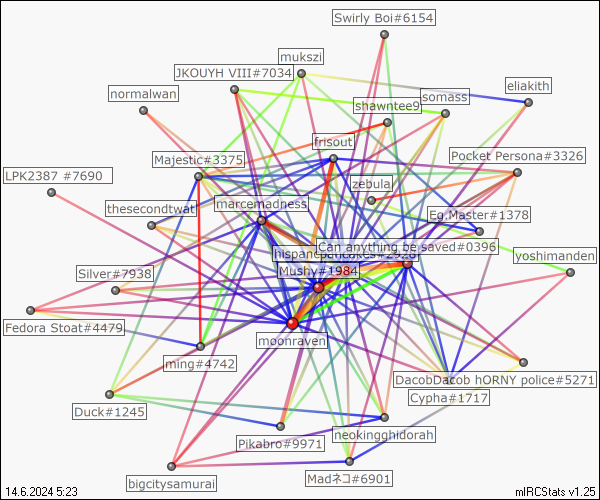 Swirly Boi#6154
mukszi
JKOUYH VIII#7034
normalwan
eliakith
somass
shawntee9
frisout
Majestic#3375
Pocket Persona#3326
LPK2387 #7690
zebula
marcemadness
thesecondtwat
Eg.Master#1378
Can anything be saved#0396
yoshimanden
Mushy#1984
Silver#7938
Fedora Stoat#4479
moonraven
ming#4742
DacobDacob hORNY police#5271
Cypha#1717
Duck#1245
neokingghidorah
Pikabro#9971
Madネコ#6901
bigcitysamurai
14.6.2024 5:23
mIRCStats v1.25